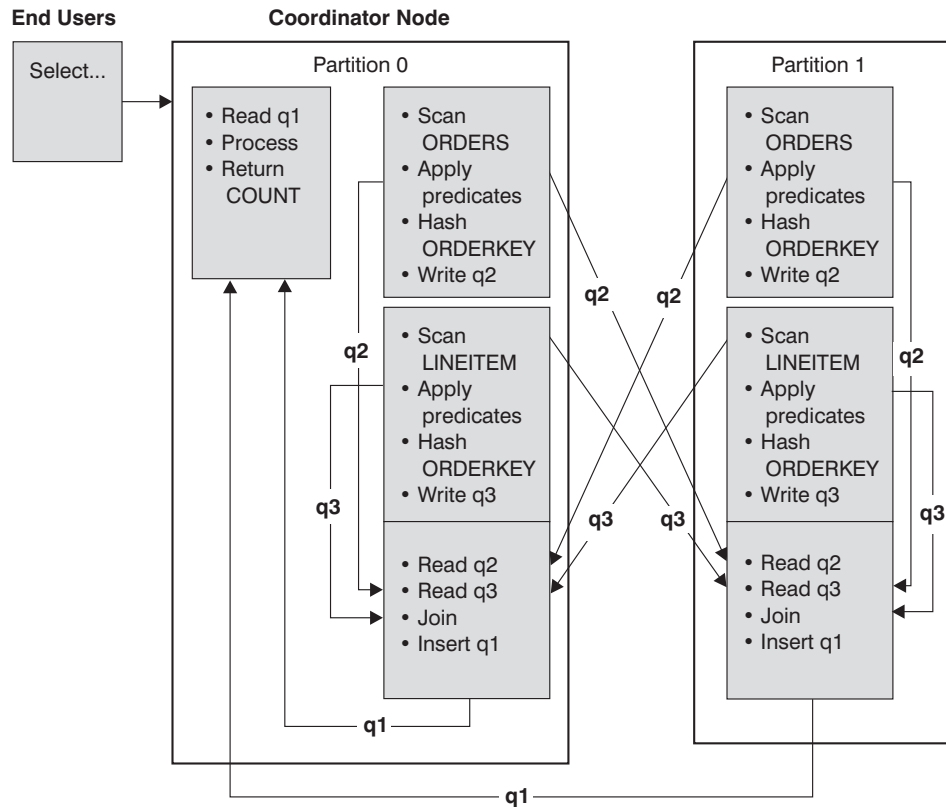 End Users
Coordinator Node
Select...
Partition 0
• Read q1
• Process
• Return
COUNT
• Scan
ORDERS
• Apply
predicates
• Hash
ORDERKEY
• Write q2
• Scan
LINEITEM
• Apply
predicates
• Hash
ORDERKEY
• Write q3
• Read q2
• Read q3
• Join
• Insert q1
q2
q3
q1
q2
q2
q3
q3
Partition 1
• Scan
ORDERS
• Apply
predicates
• Hash
ORDERKEY
• Write q2
• Scan
LINEITEM
• Apply
predicates
• Hash
ORDERKEY
• Write q3
• Read q2
• Read q3
• Join
• Insert q1
q2
q3
q1